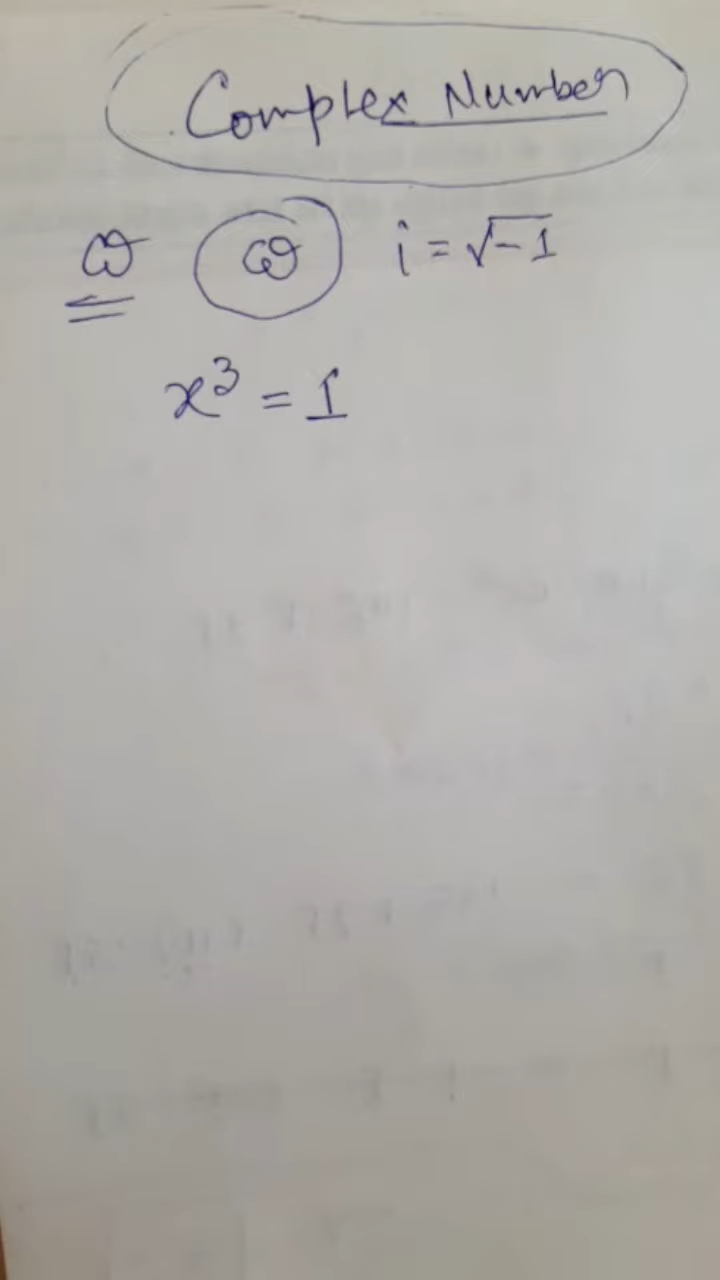 Complex Number
ω ω i = √-1
x³ = 1